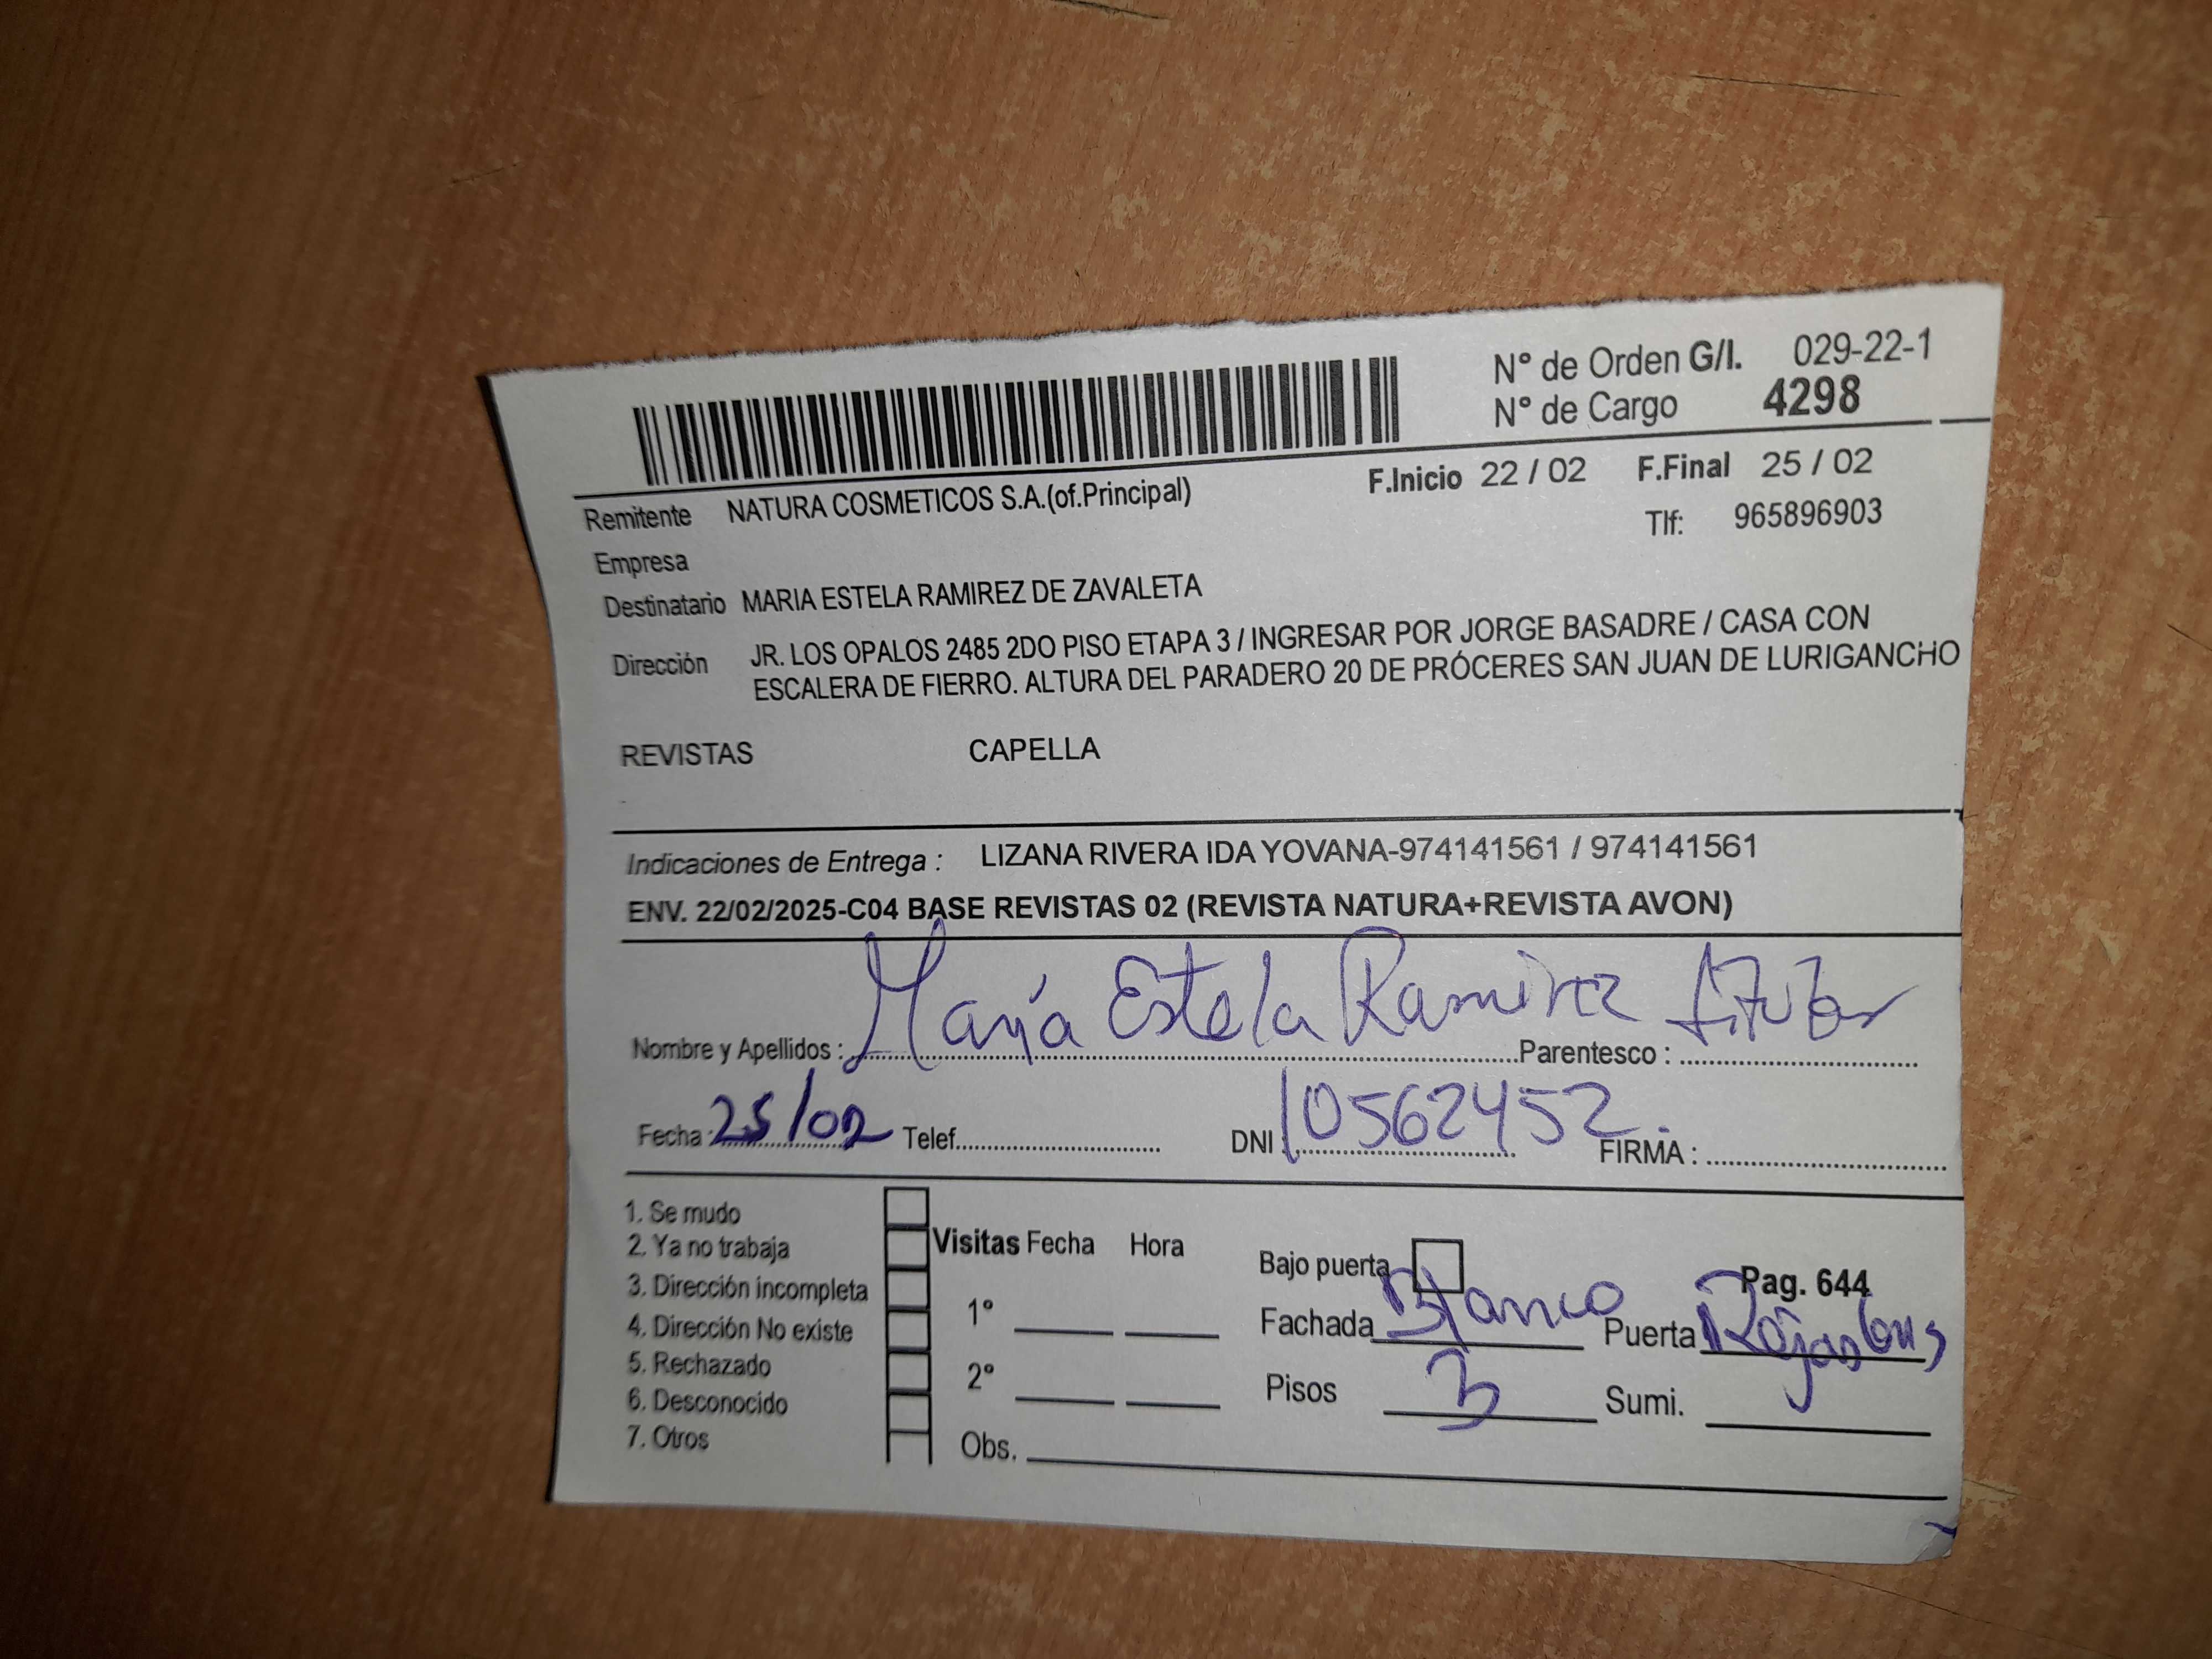 N° de Orden G/I. 029-22-1
N° de Cargo 4298
F.Inicio 22 / 02 F.Final 25 / 02
Remitente NATURA COSMETICOS S.A.(of.Principal)
Tlf: 965896903
Empresa
Destinatario MARIA ESTELA RAMIREZ DE ZAVALETA
Dirección JR. LOS OPALOS 2485 2DO PISO ETAPA 3 / INGRESAR POR JORGE BASADRE / CASA CON
ESCALERA DE FIERRO. ALTURA DEL PARADERO 20 DE PRÓCERES SAN JUAN DE LURIGANCHO
REVISTAS CAPELLA
Indicaciones de Entrega : LIZANA RIVERA IDA YOVANA-974141561 / 974141561
ENV. 22/02/2025-C04 BASE REVISTAS 02 (REVISTA NATURA+REVISTA AVON)
Nombre y Apellidos : María Estela Ramirez Parentesco : titular
Fecha : 25/02 Telef. DNI : 10562452. FIRMA :
1. Se mudo
2. Ya no trabaja
3. Dirección incompleta
4. Dirección No existe
5. Rechazado
6. Desconocido
7. Otros
Visitas Fecha Hora
1°
2°
Obs.
Bajo puerta Pag. 644
Fachada Blanco Puerta
Pisos 3 Sumi.